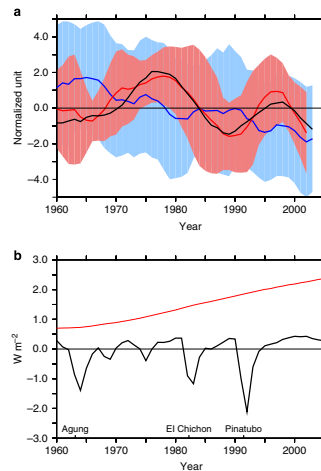 a
4.0
2.0
0.0
−2.0
−4.0
Normalized unit
1960 1970 1980 1990 2000
Year
b
3.0
2.0
1.0
0.0
−1.0
−2.0
−3.0
W m−2
Agung El Chichon Pinatubo
1960 1970 1980 1990 2000
Year